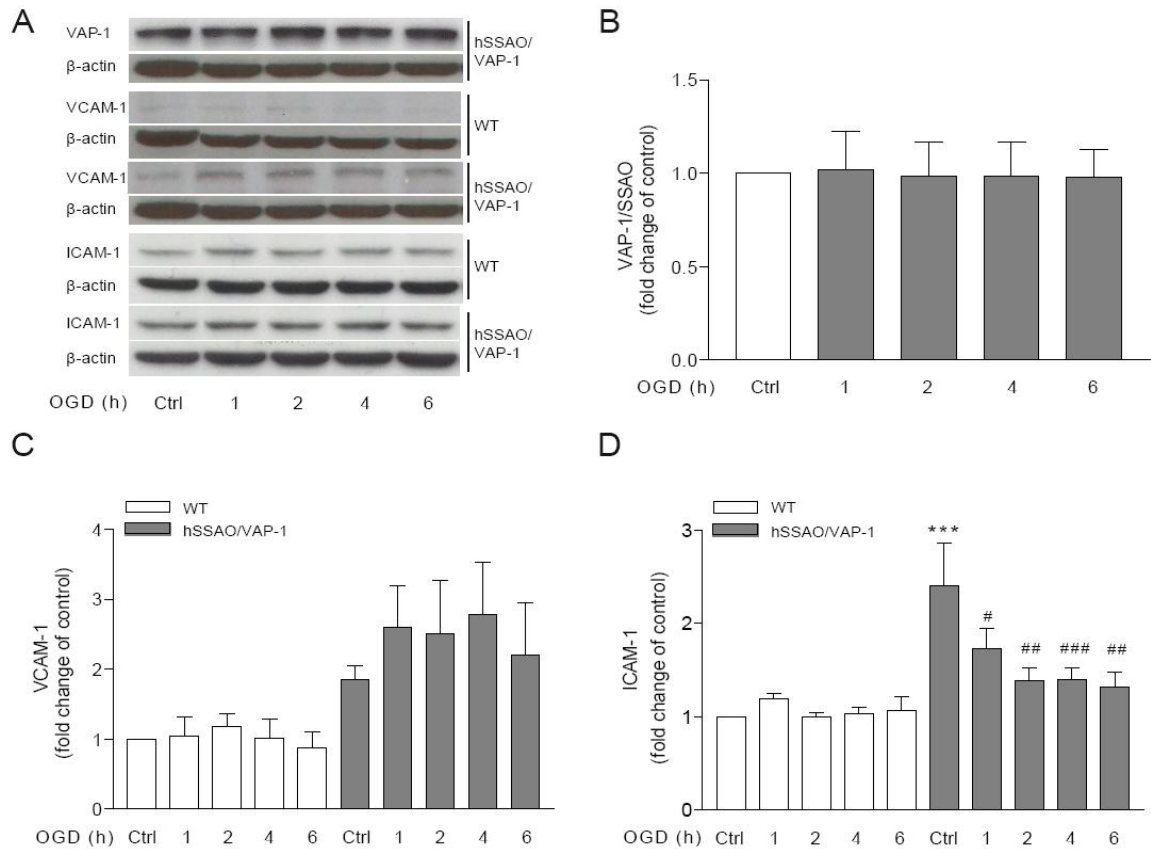 A
VAP-1
β-actin
hSSAO/
VAP-1
VCAM-1
β-actin
WT
VCAM-1
β-actin
hSSAO/
VAP-1
ICAM-1
β-actin
WT
ICAM-1
β-actin
hSSAO/
VAP-1
OGD (h) Ctrl 1 2 4 6
B
VAP-1/SSAO
(fold change of control)
1.5
1.0
0.5
0.0
OGD (h) Ctrl 1 2 4 6
C
WT
hSSAO/VAP-1
VCAM-1
(fold change of control)
4
3
2
1
0
OGD (h) Ctrl 1 2 4 6 Ctrl 1 2 4 6
D
WT
hSSAO/VAP-1
ICAM-1
(fold change of control)
3
2
1
0
***
#
## ### ##
OGD (h) Ctrl 1 2 4 6 Ctrl 1 2 4 6